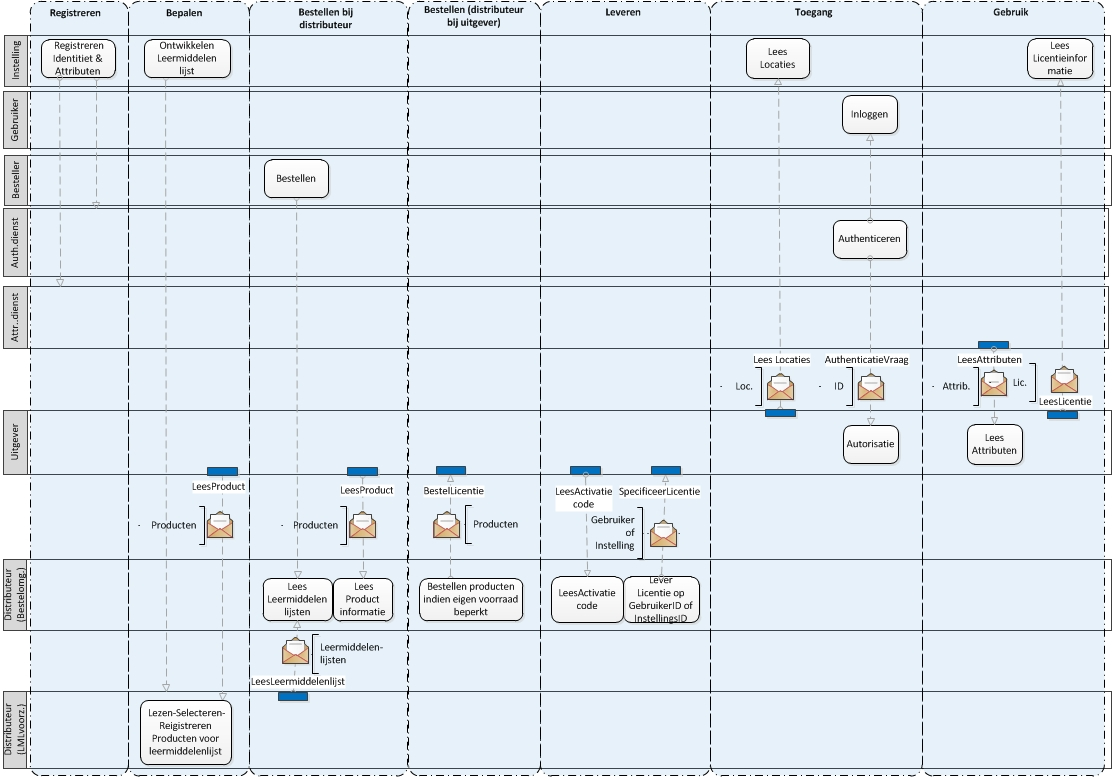 Registreren
Bepalen
Bestellen bij
distributeur
Bestellen (distributeur
bij uitgever)
Leveren
Toegang
Gebruik
Instelling
Registreren
Identitiet &
Attributen
Ontwikkelen
Leermiddelen
lijst
Lees
Locaties
Lees
Licentieinfor
matie
Gebruiker
Inloggen
Besteller
Bestellen
Auth.dienst
Authenticeren
Attr..dienst
Lees Locaties
Loc.
AuthenticatieVraag
ID
LeesAttributen
Attrib.
Lic.
LeesLicentie
Uitgever
Autorisatie
Lees
Attributen
LeesProduct
Producten
LeesProduct
Producten
BestelLicentie
Producten
LeesActivatie
code
SpecificeerLicentie
Gebruiker
of
Instelling
Distributeur
(Bestelomg.)
Lees
Leermiddelen
lijsten
Lees
Product
informatie
Bestellen producten
indien eigen voorraad
beperkt
LeesActivatie
code
Lever
Licentie op
GebruikerID of
InstellingsID
Leermiddelen-
lijsten
LeesLeermiddelenlijst
Distributeur
(LMLvoorz.)
Lezen-Selecteren-
Reigistreren
Producten voor
leermiddelenlijst